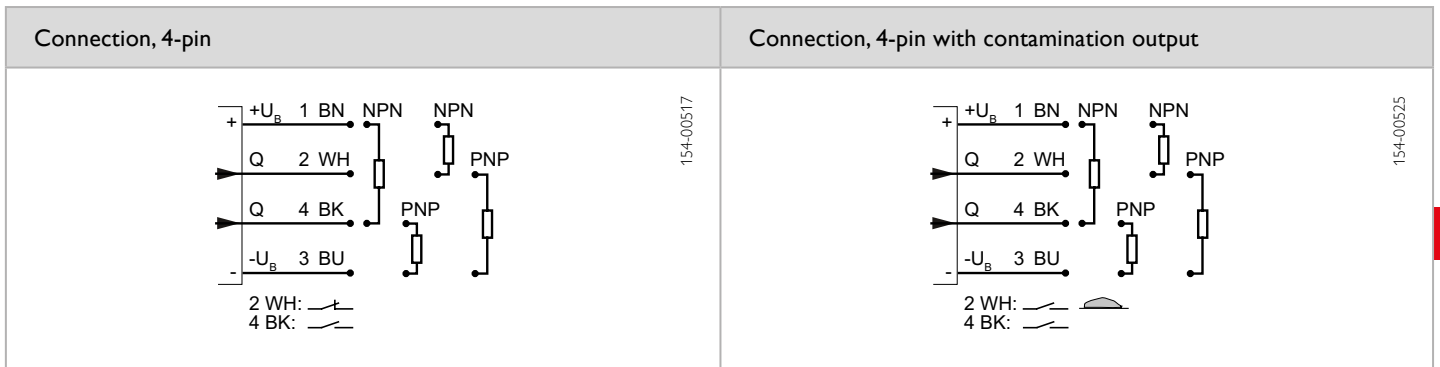 Connection, 4-pin
Connection, 4-pin with contamination output
+U_B 1 BN NPN NPN
+
Q 2 WH PNP
Q 4 BK PNP
-U_B 3 BU
-
2 WH:
4 BK:
154-00517
+U_B 1 BN NPN NPN
+
Q 2 WH PNP
Q 4 BK PNP
-U_B 3 BU
-
2 WH:
4 BK:
154-00525